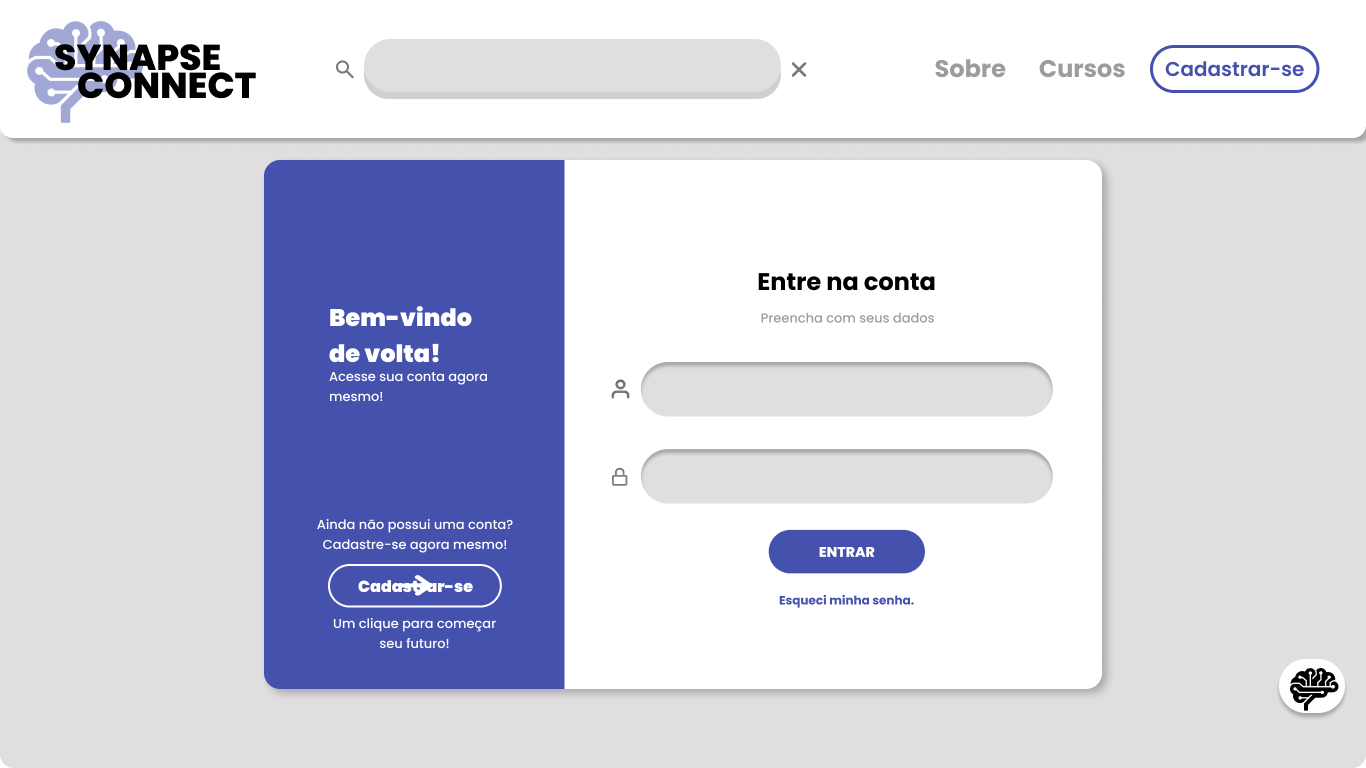 SYNAPSE
CONNECT
Sobre
Cursos
Cadastrar-se
Bem-vindo
de volta!
Acesse sua conta agora
mesmo!
Ainda não possui uma conta?
Cadastre-se agora mesmo!
Cadastrar-se
Um clique para começar
seu futuro!
Entre na conta
Preencha com seus dados
ENTRAR
Esqueci minha senha.